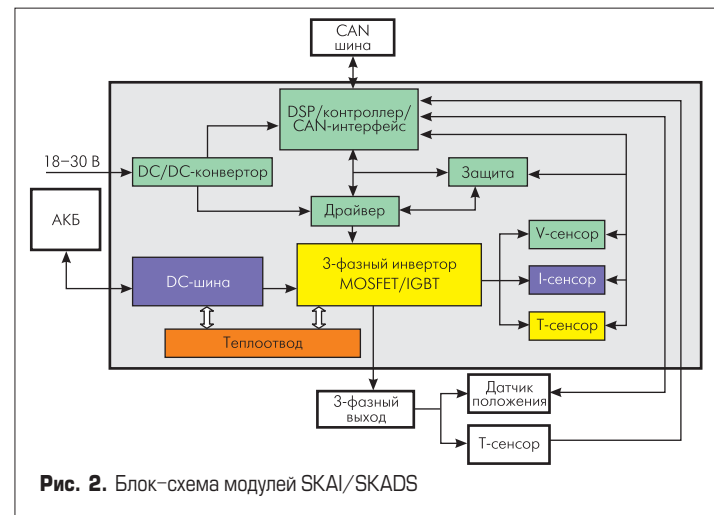 CAN
шина
DSP/контроллер/
CAN-интерфейс
18–30 В
DC/DC-конвертор
Защита
АКБ
Драйвер
V-сенсор
3-фазный инвертор
MOSFET/IGBT
DC-шина
I-сенсор
Т-сенсор
Теплоотвод
3-фазный
выход
Датчик
положения
Т-сенсор
Рис. 2. Блок-схема модулей SKAI/SKADS